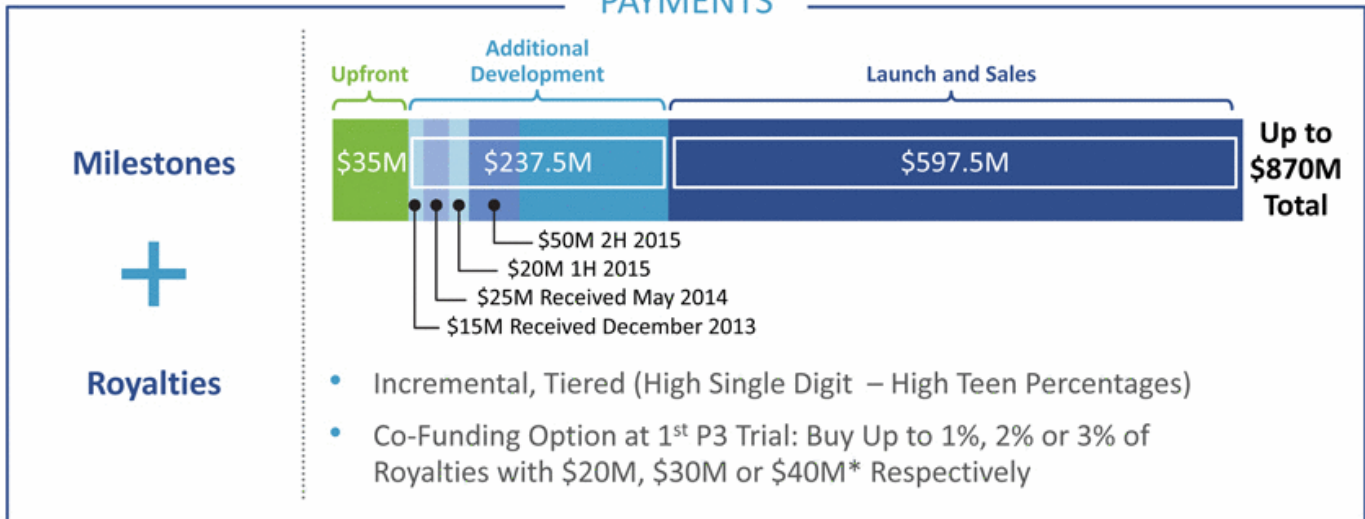 PAYMENTS
Upfront
Additional
Development
Launch and Sales
Milestones
$35M
$237.5M
$597.5M
Up to
$870M
Total
$50M 2H 2015
$20M 1H 2015
$25M Received May 2014
$15M Received December 2013
+
Royalties
• Incremental, Tiered (High Single Digit – High Teen Percentages)
• Co-Funding Option at 1st P3 Trial: Buy Up to 1%, 2% or 3% of
Royalties with $20M, $30M or $40M* Respectively